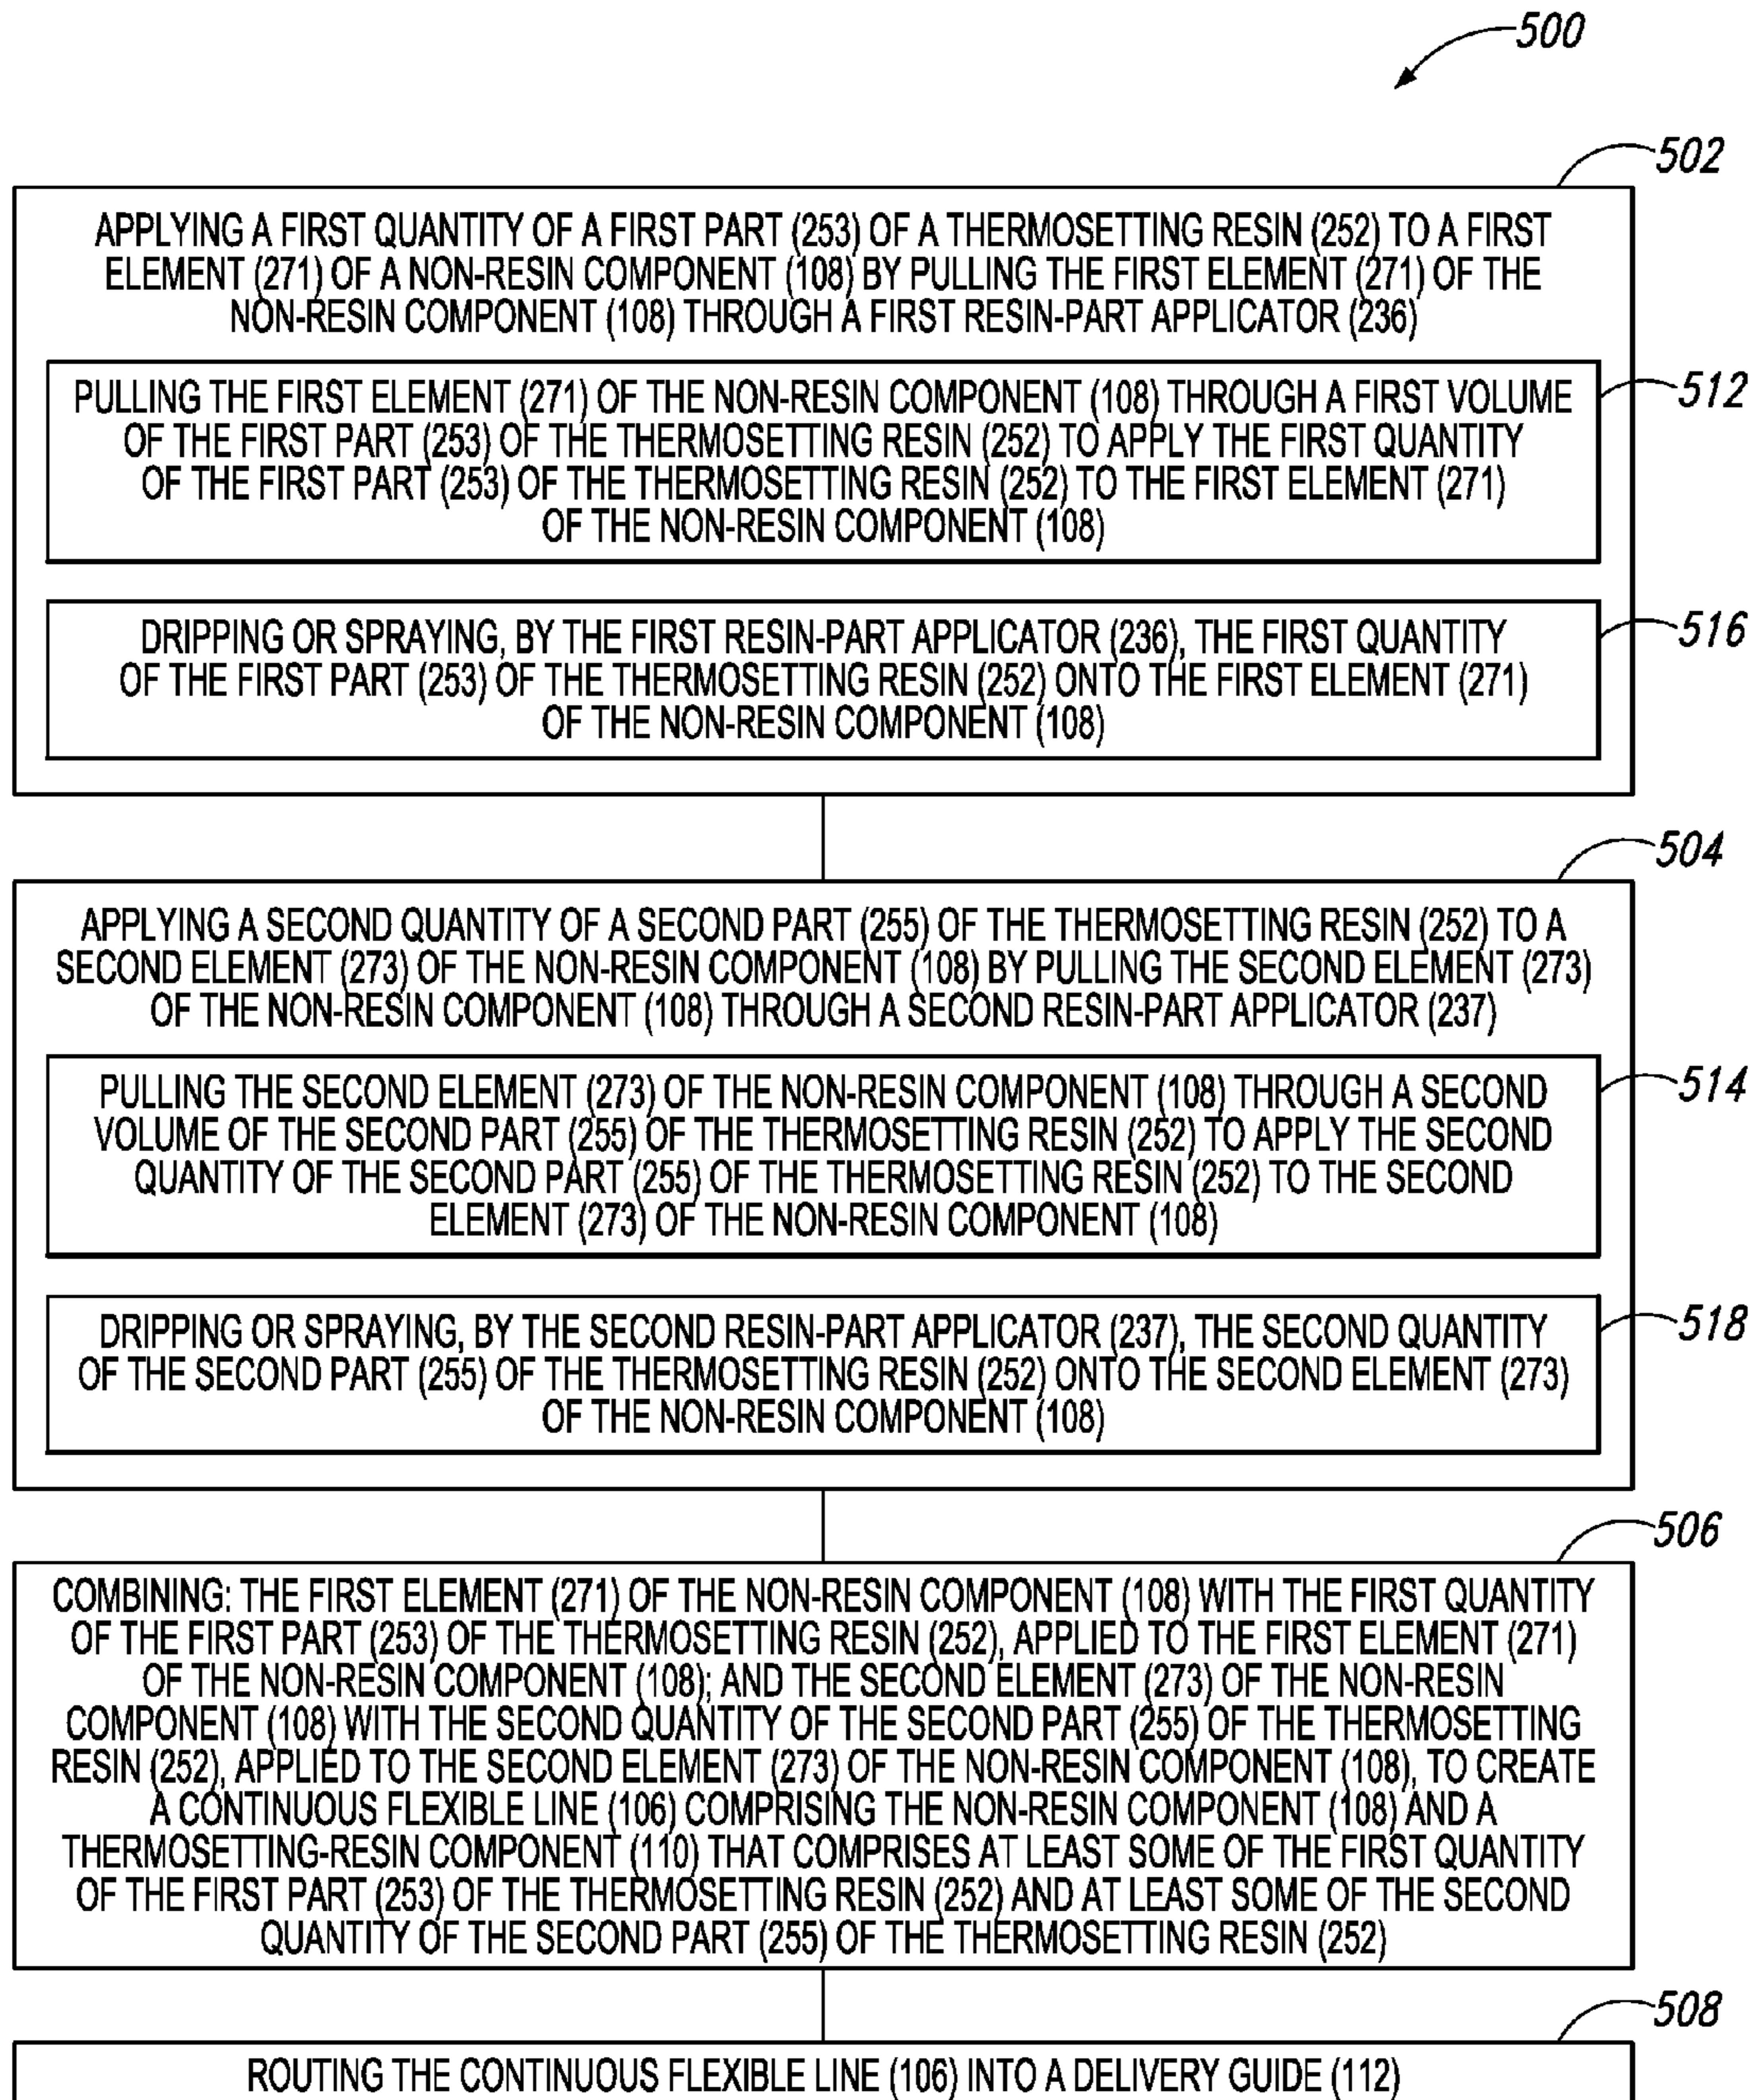 500
502
APPLYING A FIRST QUANTITY OF A FIRST PART (253) OF A THERMOSETTING RESIN (252) TO A FIRST
ELEMENT (271) OF A NON-RESIN COMPONENT (108) BY PULLING THE FIRST ELEMENT (271) OF THE
NON-RESIN COMPONENT (108) THROUGH A FIRST RESIN-PART APPLICATOR (236)
512
PULLING THE FIRST ELEMENT (271) OF THE NON-RESIN COMPONENT (108) THROUGH A FIRST VOLUME
OF THE FIRST PART (253) OF THE THERMOSETTING RESIN (252) TO APPLY THE FIRST QUANTITY
OF THE FIRST PART (253) OF THE THERMOSETTING RESIN (252) TO THE FIRST ELEMENT (271)
OF THE NON-RESIN COMPONENT (108)
516
DRIPPING OR SPRAYING, BY THE FIRST RESIN-PART APPLICATOR (236), THE FIRST QUANTITY
OF THE FIRST PART (253) OF THE THERMOSETTING RESIN (252) ONTO THE FIRST ELEMENT (271)
OF THE NON-RESIN COMPONENT (108)
504
APPLYING A SECOND QUANTITY OF A SECOND PART (255) OF THE THERMOSETTING RESIN (252) TO A
SECOND ELEMENT (273) OF THE NON-RESIN COMPONENT (108) BY PULLING THE SECOND ELEMENT (273)
OF THE NON-RESIN COMPONENT (108) THROUGH A SECOND RESIN-PART APPLICATOR (237)
514
PULLING THE SECOND ELEMENT (273) OF THE NON-RESIN COMPONENT (108) THROUGH A SECOND
VOLUME OF THE SECOND PART (255) OF THE THERMOSETTING RESIN (252) TO APPLY THE SECOND
QUANTITY OF THE SECOND PART (255) OF THE THERMOSETTING RESIN (252) TO THE SECOND
ELEMENT (273) OF THE NON-RESIN COMPONENT (108)
518
DRIPPING OR SPRAYING, BY THE SECOND RESIN-PART APPLICATOR (237), THE SECOND QUANTITY
OF THE SECOND PART (255) OF THE THERMOSETTING RESIN (252) ONTO THE SECOND ELEMENT (273)
OF THE NON-RESIN COMPONENT (108)
506
COMBINING: THE FIRST ELEMENT (271) OF THE NON-RESIN COMPONENT (108) WITH THE FIRST QUANTITY
OF THE FIRST PART (253) OF THE THERMOSETTING RESIN (252), APPLIED TO THE FIRST ELEMENT (271)
OF THE NON-RESIN COMPONENT (108); AND THE SECOND ELEMENT (273) OF THE NON-RESIN
COMPONENT (108) WITH THE SECOND QUANTITY OF THE SECOND PART (255) OF THE THERMOSETTING
RESIN (252), APPLIED TO THE SECOND ELEMENT (273) OF THE NON-RESIN COMPONENT (108), TO CREATE
A CONTINUOUS FLEXIBLE LINE (106) COMPRISING THE NON-RESIN COMPONENT (108) AND A
THERMOSETTING-RESIN COMPONENT (110) THAT COMPRISES AT LEAST SOME OF THE FIRST QUANTITY
OF THE FIRST PART (253) OF THE THERMOSETTING RESIN (252) AND AT LEAST SOME OF THE SECOND
QUANTITY OF THE SECOND PART (255) OF THE THERMOSETTING RESIN (252)
508
ROUTING THE CONTINUOUS FLEXIBLE LINE (106) INTO A DELIVERY GUIDE (112)